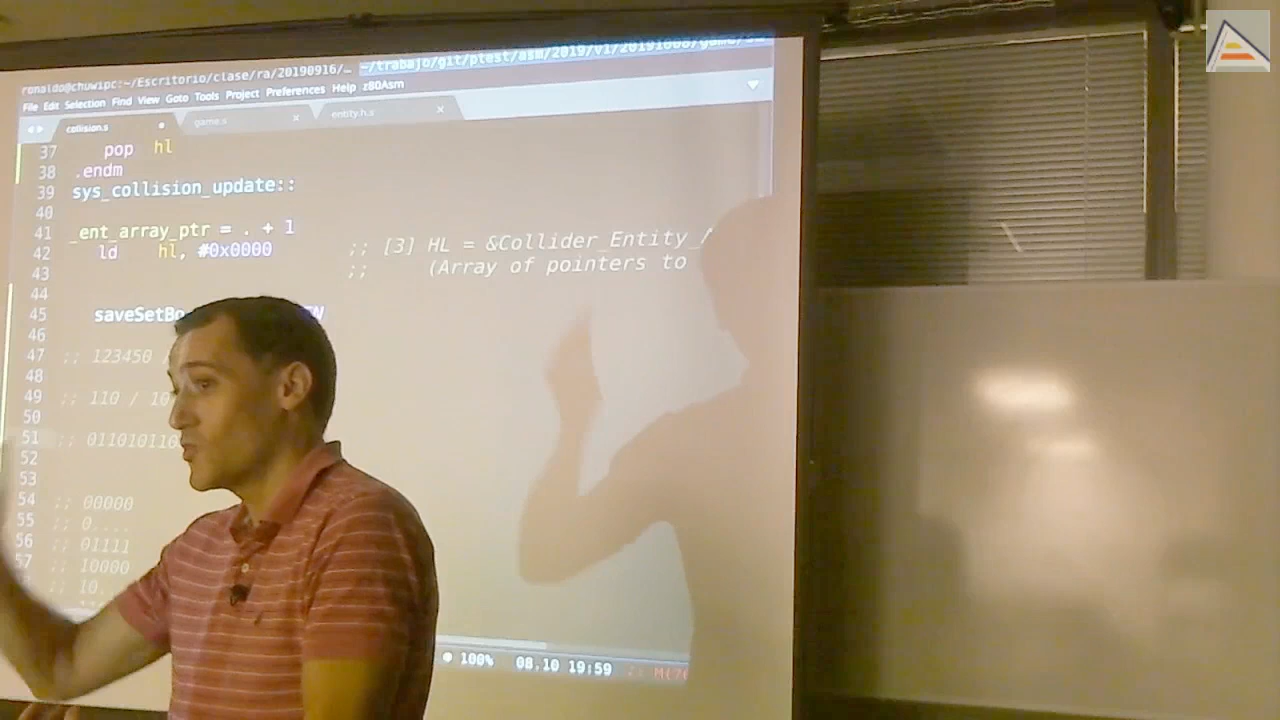 ronaldo@chuwipc:~/Escritorio/clase/ra/20190916/… ~/trabajo/git/ptest/asm/2019/v1/20191008/game/s…
File Edit Selection Find View Goto Tools Project Preferences Help z80Asm
collision.s game.s entity.h.s
37 pop hl
38 .endm
39 sys_collision_update::
40
41 _ent_array_ptr = . + 1
42 ld hl, #0x0000 ;; [3] HL = &Collider_Entity_A
43 ;; (Array of pointers to
44
45 saveSetBo
46
47 ;; 123450 /
48
49 ;; 110 / 10
50
51 ;; 011010110
52
53
54 ;; 00000
55 ;; 0....
56 ;; 01111
57 ;; 10000
;; 10.
100% 08.10 19:59